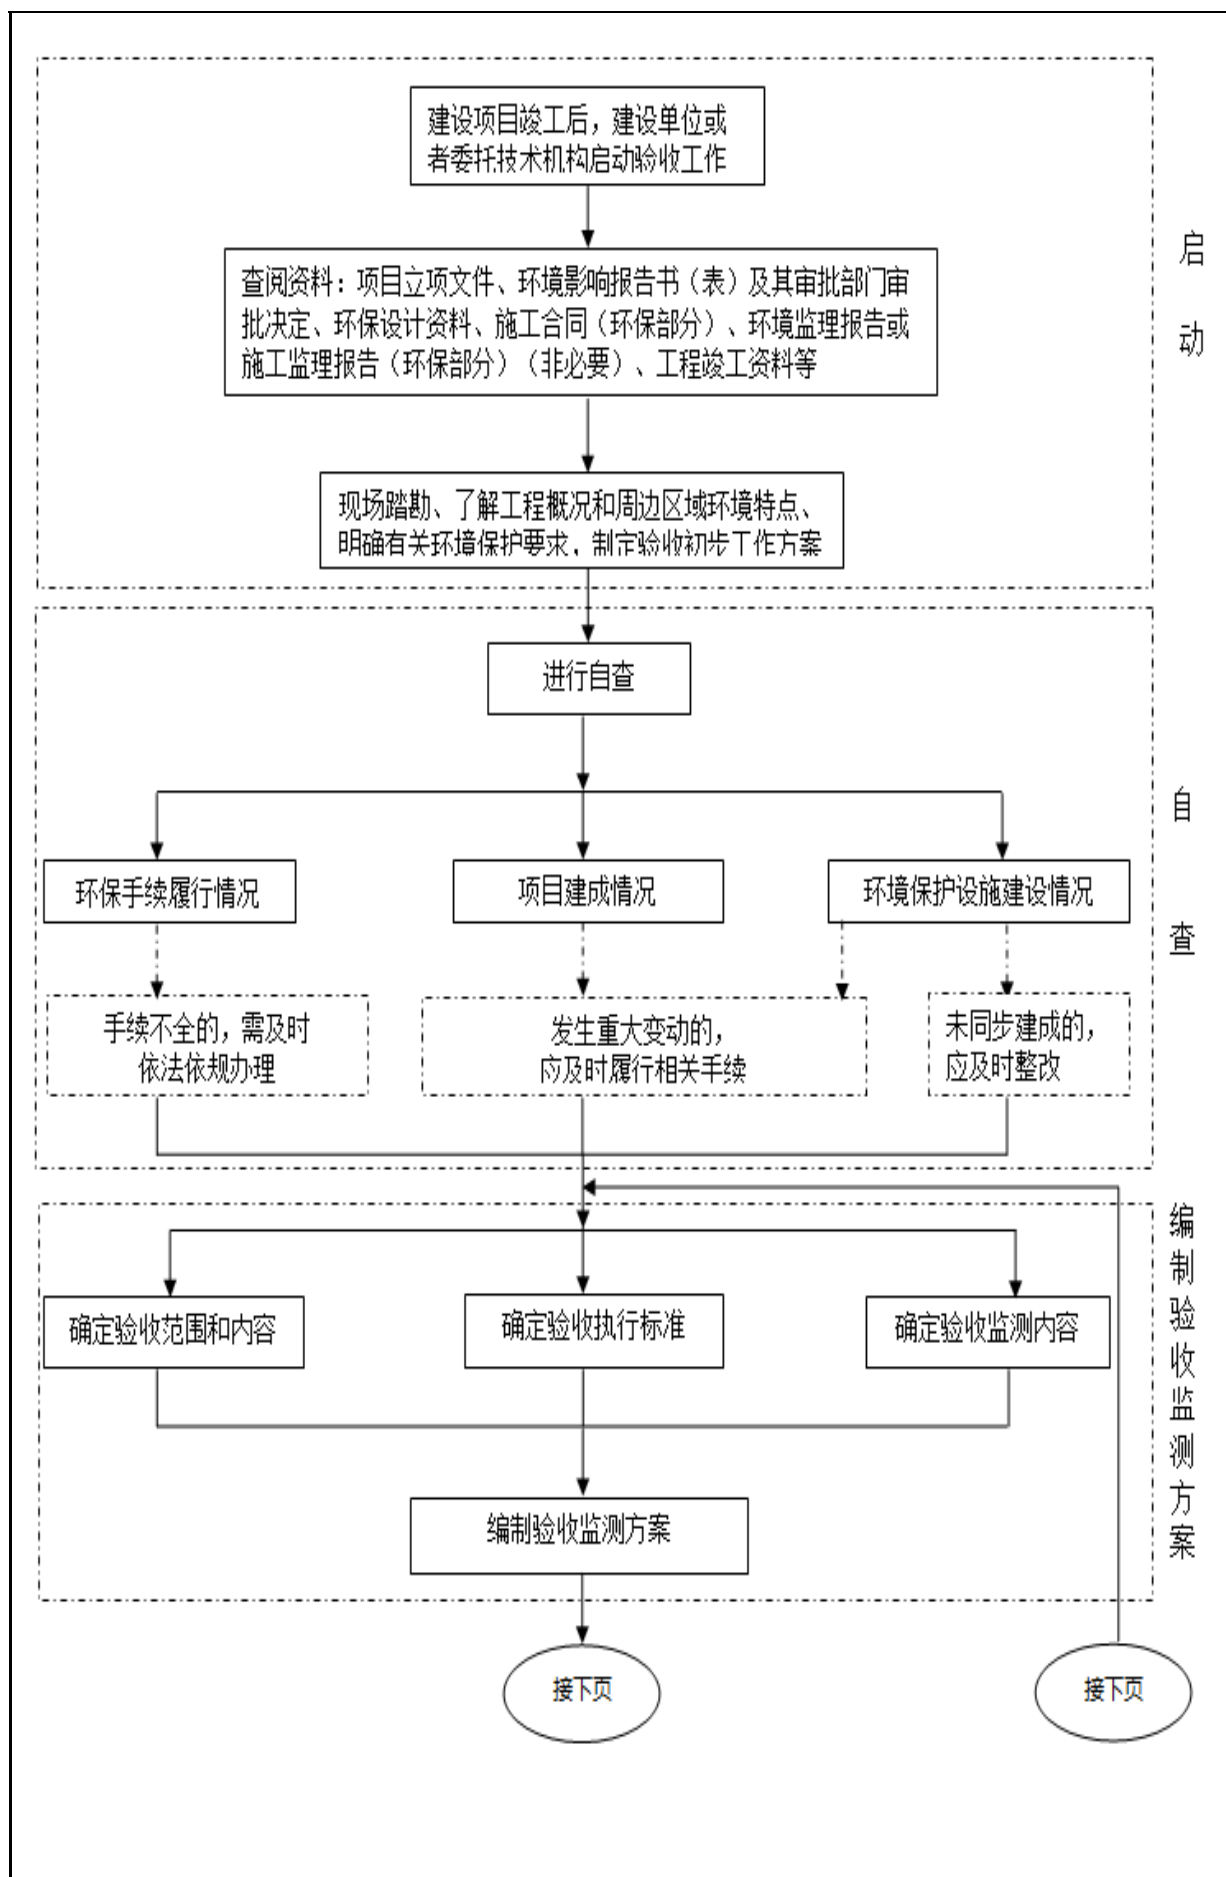 建设项目竣工后，建设单位或
者委托技术机构启动验收工作
查阅资料：项目立项文件、环境影响报告书（表）及其审批部门审
批决定、环保设计资料、施工合同（环保部分）、环境监理报告或
施工监理报告（环保部分）（非必要）、工程竣工资料等
现场踏勘、了解工程概况和周边区域环境特点、
明确有关环境保护要求，制定验收初步工作方案
启
动
进行自查
环保手续履行情况
项目建成情况
环境保护设施建设情况
手续不全的，需及时
依法依规办理
发生重大变动的，
应及时履行相关手续
未同步建成的，
应及时整改
自
查
确定验收范围和内容
确定验收执行标准
确定验收监测内容
编制验收监测方案
编
制
验
收
监
测
方
案
接下页
接下页